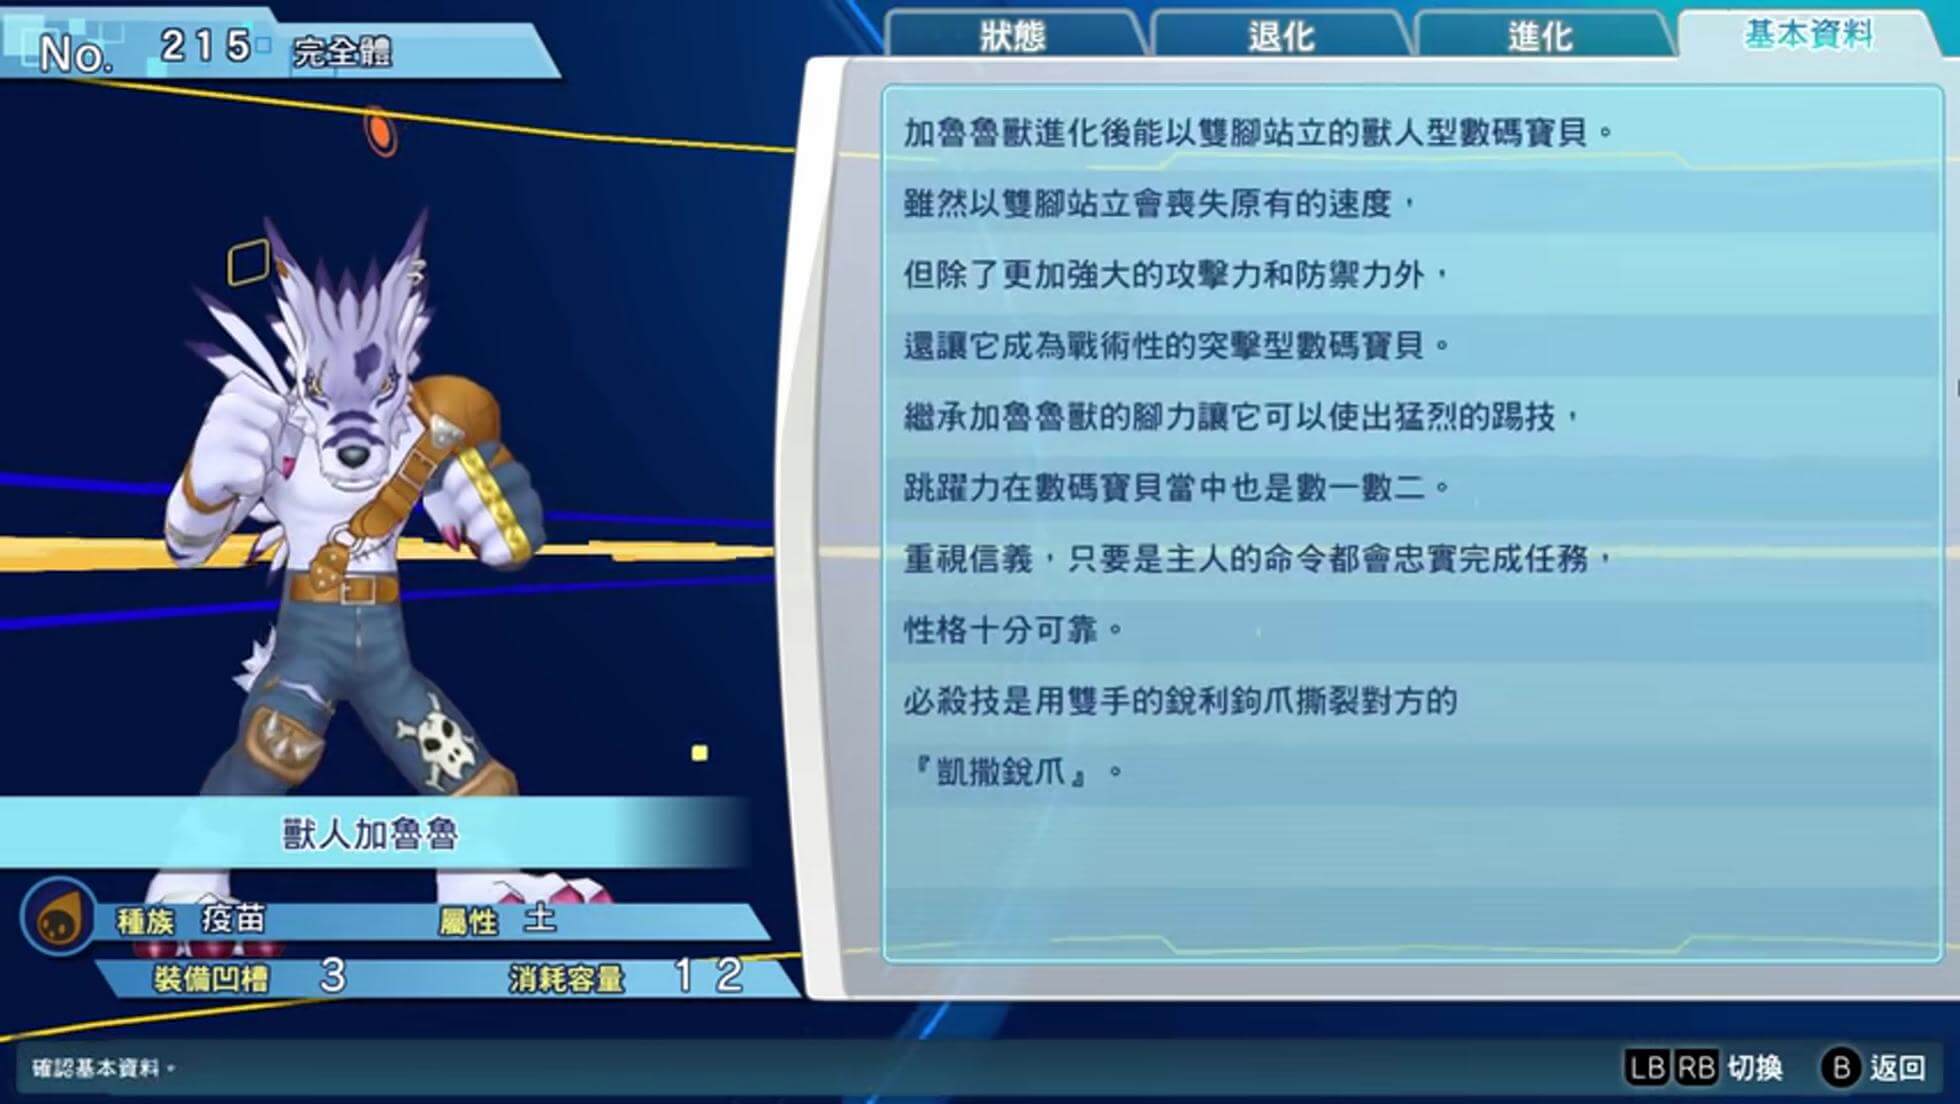 No. 215 完全體
狀態 退化 進化 基本資料
加魯魯獸進化後能以雙腳站立的獸人型數碼寶貝。
雖然以雙腳站立會喪失原有的速度，
但除了更加強大的攻擊力和防禦力外，
還讓它成為戰術性的突擊型數碼寶貝。
繼承加魯魯獸的腳力讓它可以使出猛烈的踢技，
跳躍力在數碼寶貝當中也是數一數二。
重視信義，只要是主人的命令都會忠實完成任務，
性格十分可靠。
必殺技是用雙手的銳利鉤爪撕裂對方的
『凱撒銳爪』。
獸人加魯魯
種族 疫苗 屬性 土
裝備凹槽 3 消耗容量 12
確認基本資料。
LB RB 切換 B 返回